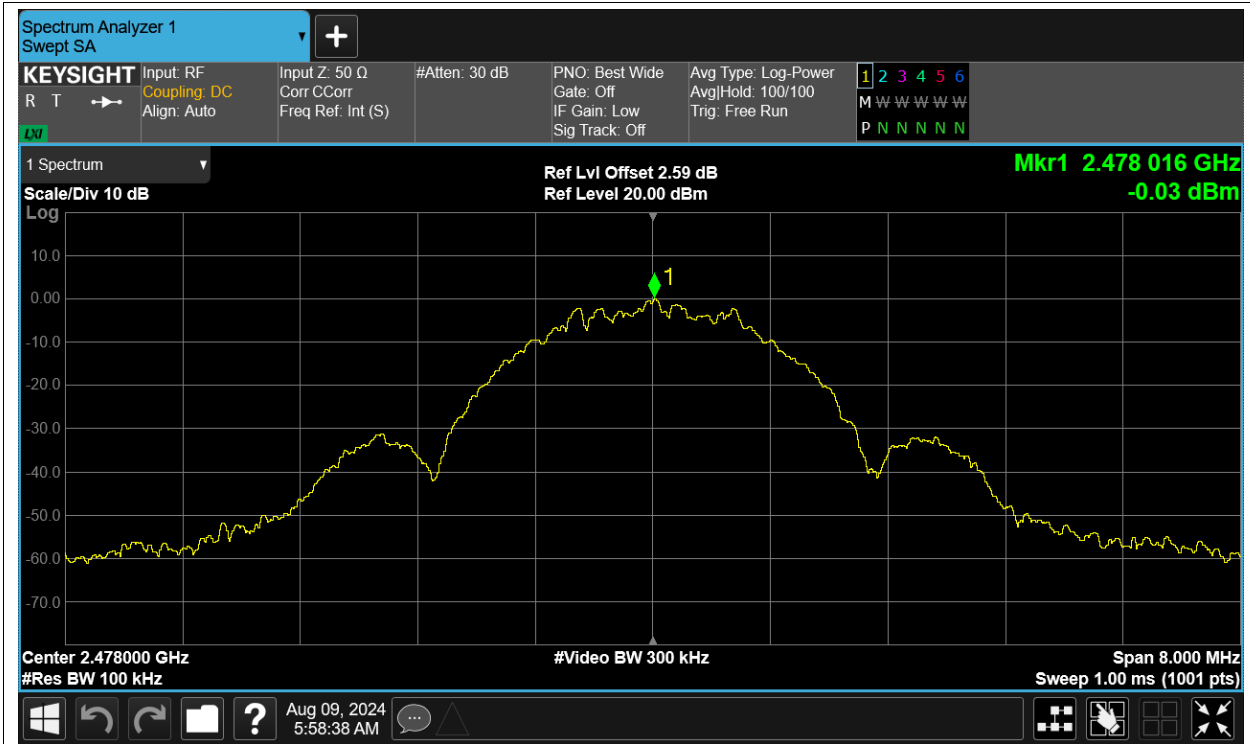 Spectrum Analyzer 1
Swept SA
KEYSIGHT
R T
LXI
Input: RF
Coupling: DC
Align: Auto
Input Z: 50 Ω
Corr CCorr
Freq Ref: Int (S)
#Atten: 30 dB
PNO: Best Wide
Gate: Off
IF Gain: Low
Sig Track: Off
Avg Type: Log-Power
Avg|Hold: 100/100
Trig: Free Run
1 2 3 4 5 6
M W W W W W
P N N N N N
1 Spectrum
Scale/Div 10 dB
Log
Ref Lvl Offset 2.59 dB
Ref Level 20.00 dBm
Mkr1 2.478 016 GHz
-0.03 dBm
1
10.0
0.00
-10.0
-20.0
-30.0
-40.0
-50.0
-60.0
-70.0
Center 2.478000 GHz
#Res BW 100 kHz
#Video BW 300 kHz
Span 8.000 MHz
Sweep 1.00 ms (1001 pts)
?
Aug 09, 2024
5:58:38 AM